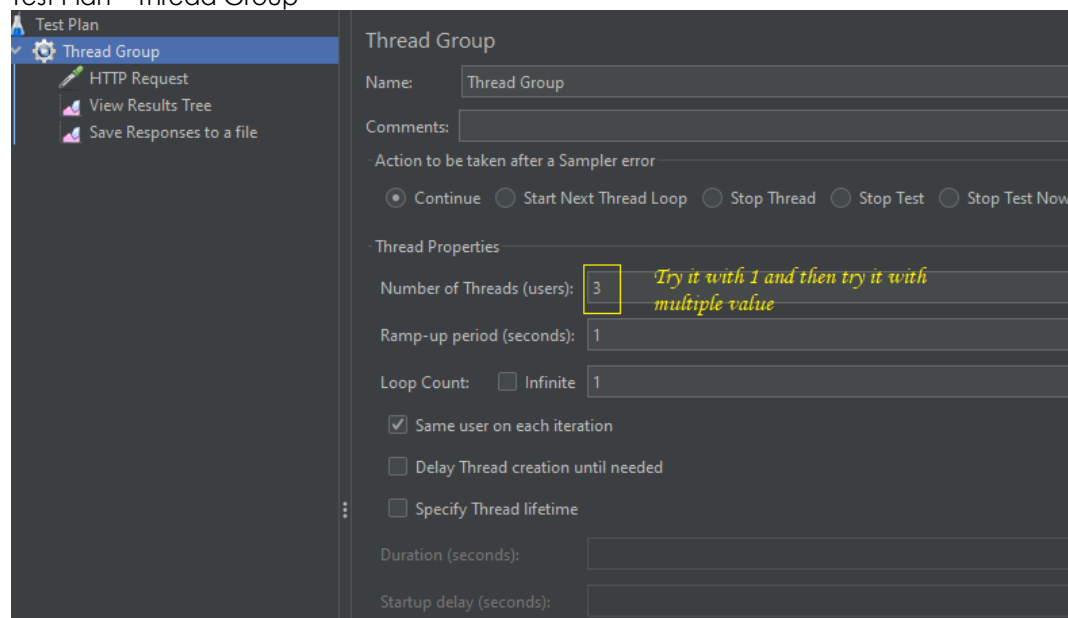 Test Plan - Thread Group
Test Plan
Thread Group
HTTP Request
View Results Tree
Save Responses to a file
Thread Group
Name: Thread Group
Comments:
Action to be taken after a Sampler error
Continue Start Next Thread Loop Stop Thread Stop Test Stop Test Now
Thread Properties
Number of Threads (users): 3
Try it with 1 and then try it with
multiple value
Ramp-up period (seconds): 1
Loop Count: Infinite 1
Same user on each iteration
Delay Thread creation until needed
Specify Thread lifetime
Duration (seconds):
Startup delay (seconds):